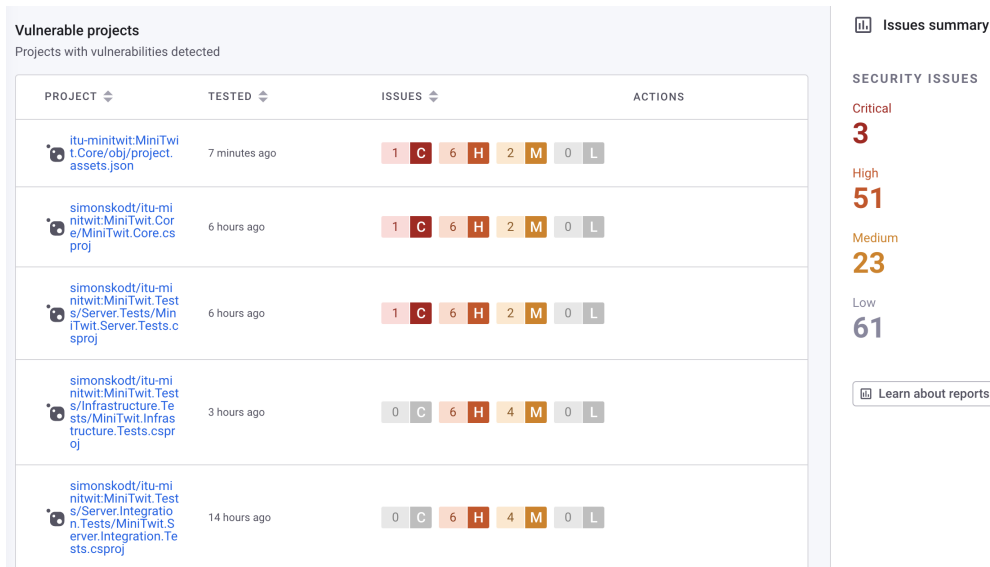 Vulnerable projects
Projects with vulnerabilities detected
PROJECT TESTED ISSUES ACTIONS
itu-minitwit:MiniTwi
t.Core/obj/project.
assets.json
7 minutes ago
1 C 6 H 2 M 0 L
simonskodt/itu-mi
nitwit:MiniTwit.Cor
e/MiniTwit.Core.cs
proj
6 hours ago
1 C 6 H 2 M 0 L
simonskodt/itu-mi
nitwit:MiniTwit.Test
s/Server.Tests/Min
iTwit.Server.Tests.c
sproj
6 hours ago
1 C 6 H 2 M 0 L
simonskodt/itu-mi
nitwit:MiniTwit.Test
s/Infrastructure.Te
sts/MiniTwit.Infras
tructure.Tests.cspr
oj
3 hours ago
0 C 6 H 4 M 0 L
simonskodt/itu-mi
nitwit:MiniTwit.Test
s/Server.Integratio
n.Tests/MiniTwit.S
erver.Integration.Te
sts.csproj
14 hours ago
0 C 6 H 4 M 0 L
Issues summary
SECURITY ISSUES
Critical
3
High
51
Medium
23
Low
61
Learn about reports